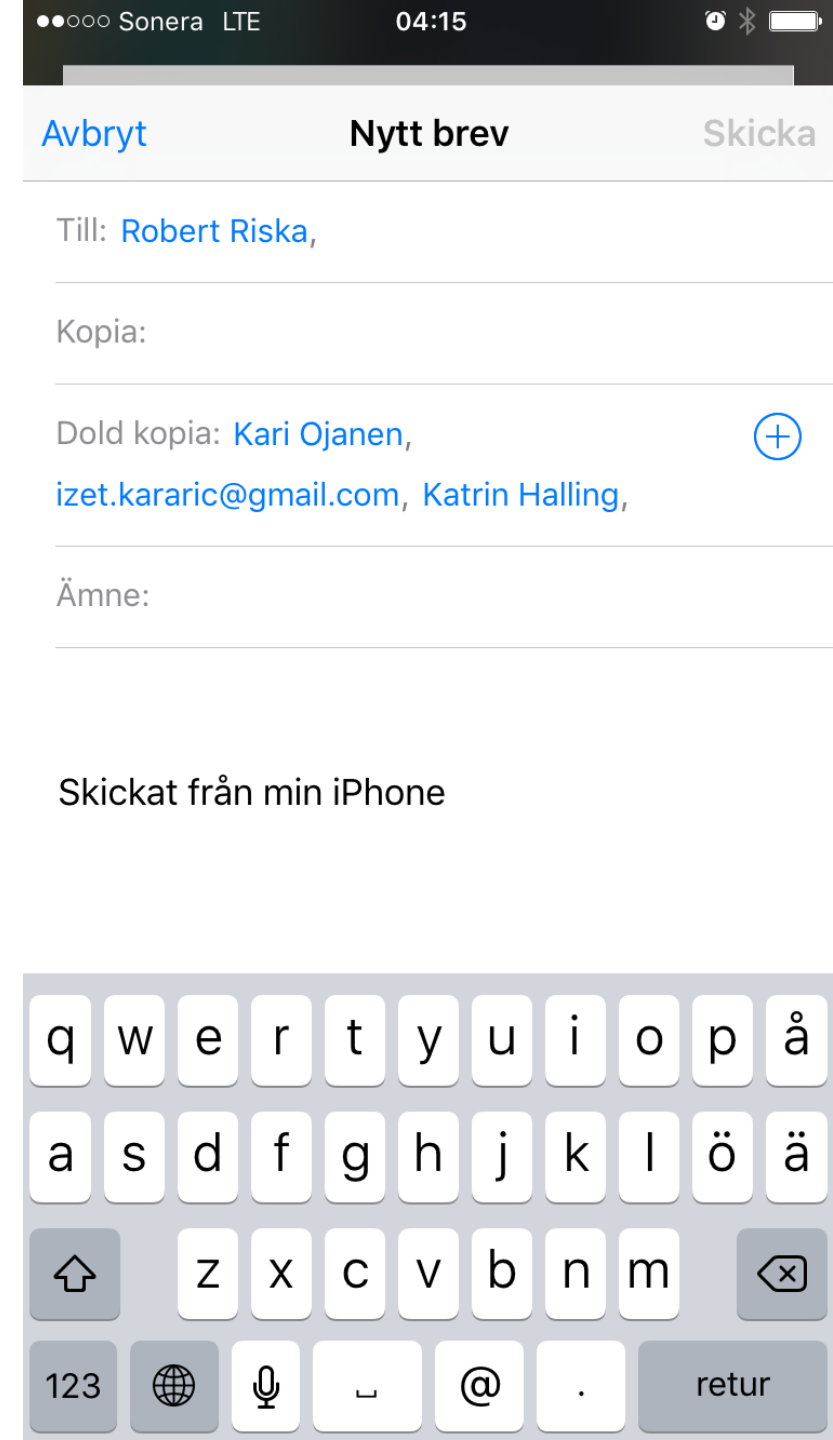 Sonera LTE 04:15
Avbryt Nytt brev Skicka
Till: Robert Riska,
Kopia:
Dold kopia: Kari Ojanen,
izet.kararic@gmail.com, Katrin Halling,
Ämne:
Skickat från min iPhone
q w e r t y u i o p å
a s d f g h j k l ö ä
z x c v b n m
123 @ . retur